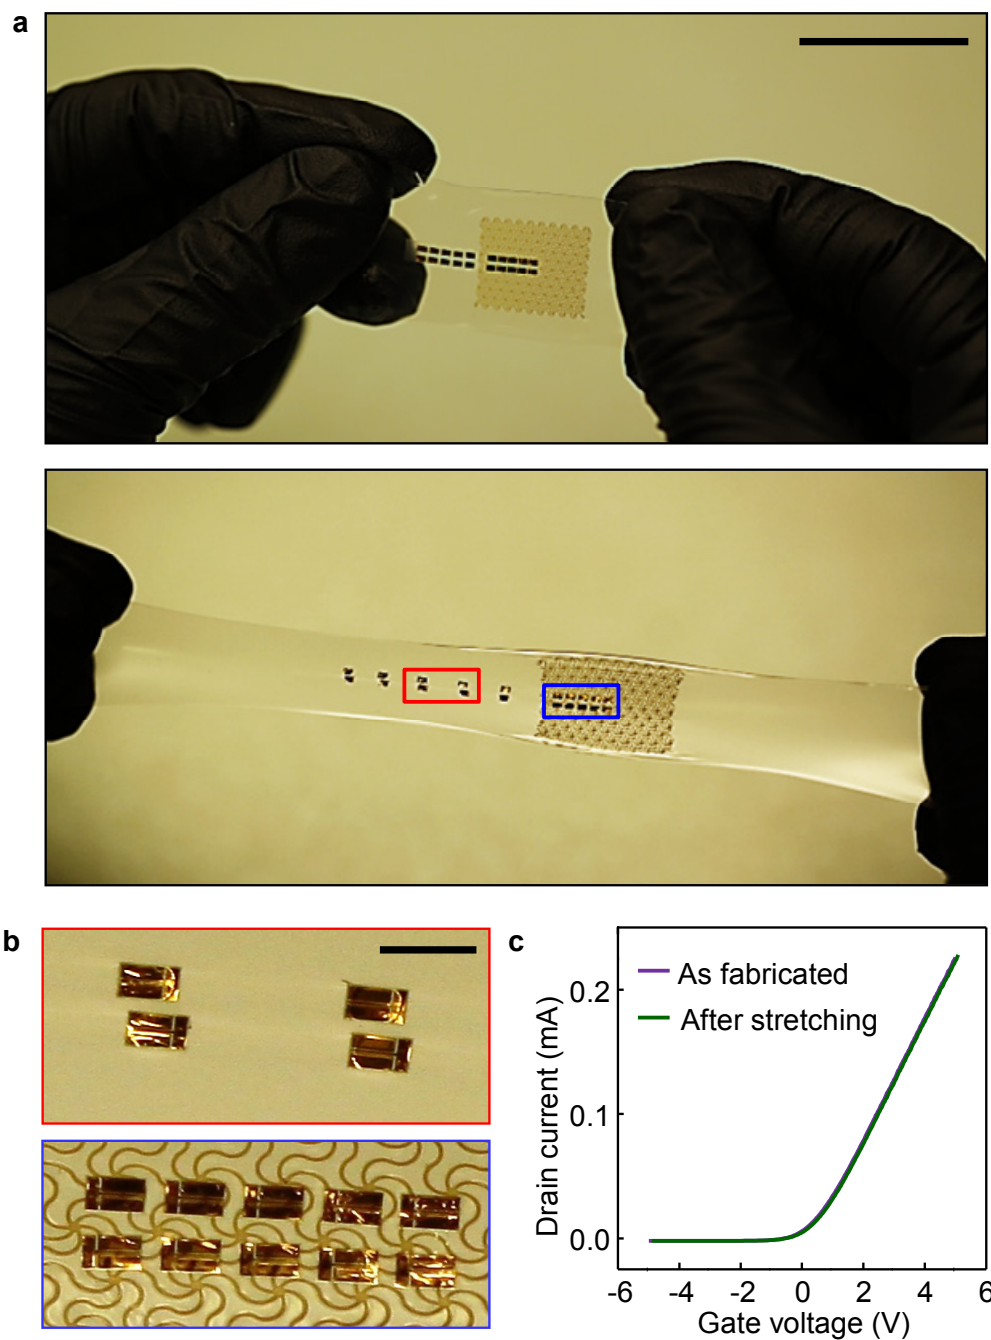 a
b
c
As fabricated
After stretching
Drain current (mA)
0.2
0.1
0.0
-6 -4 -2 0 2 4 6
Gate voltage (V)